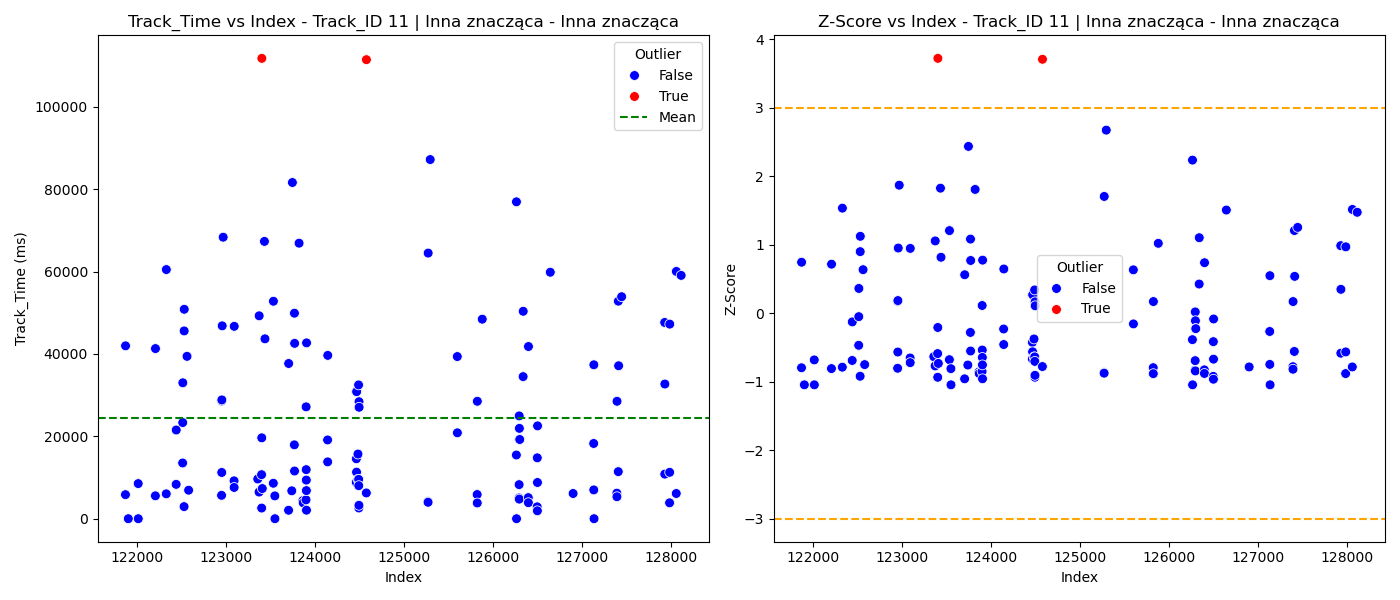 Track_Time vs Index - Track_ID 11 | Inna znacząca - Inna znacząca
Track_Time (ms)
100000
80000
60000
40000
20000
0
122000 123000 124000 125000 126000 127000 128000
Index
Outlier
False
True
Mean
Z-Score vs Index - Track_ID 11 | Inna znacząca - Inna znacząca
Z-Score
4
3
2
1
0
−1
−2
−3
122000 123000 124000 125000 126000 127000 128000
Index
Outlier
False
True